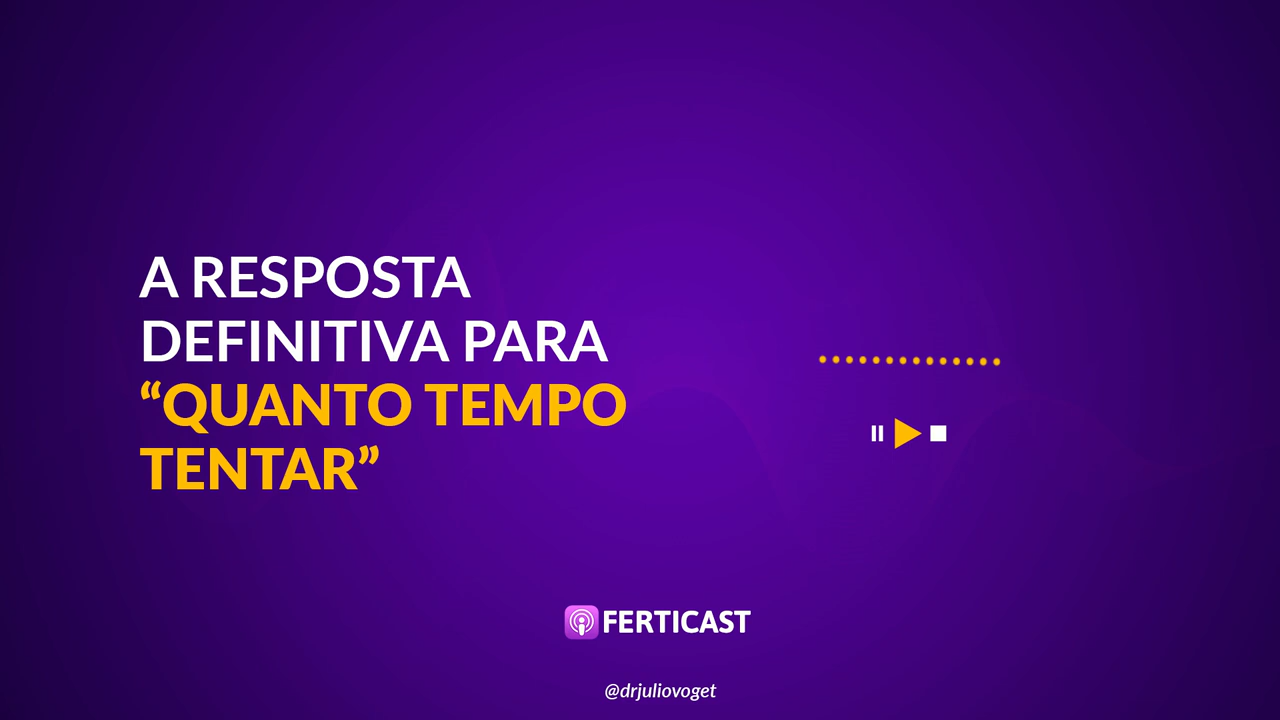 A RESPOSTA
DEFINITIVA PARA
“QUANTO TEMPO
TENTAR”
FERTICAST
@drjuliovoget